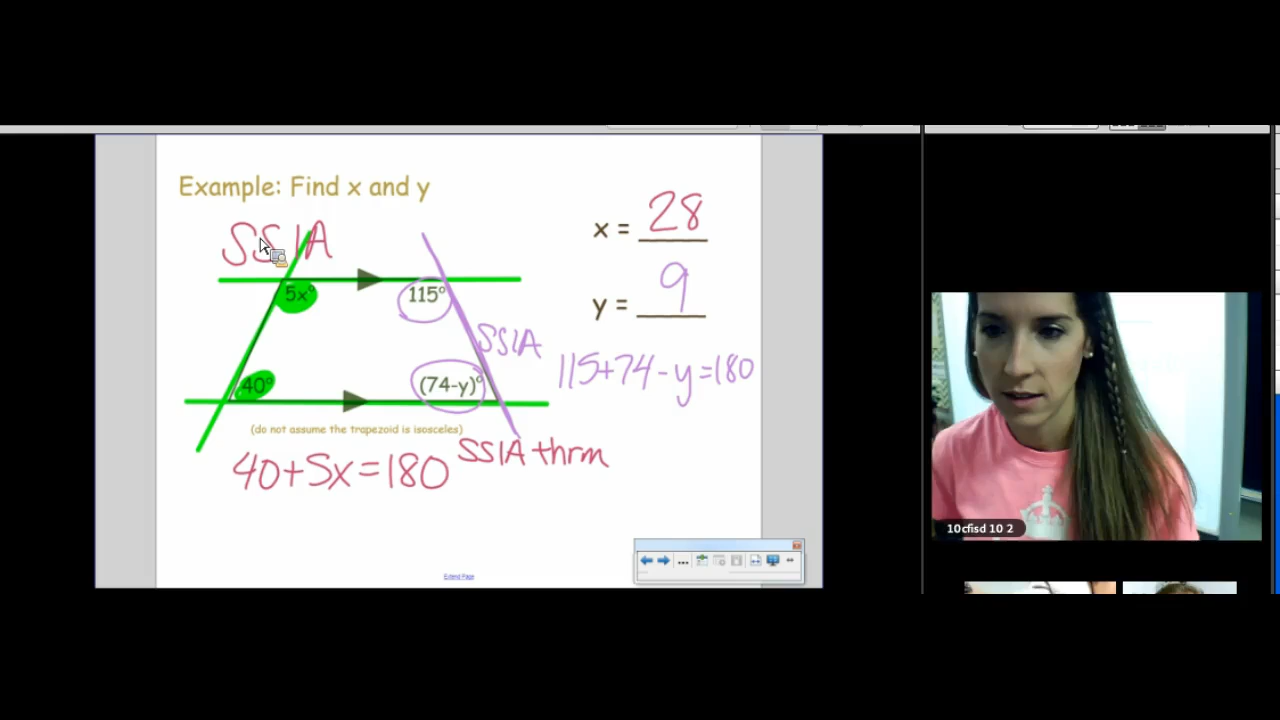 Example: Find x and y
SSIA
x = 28
5x°
115°
y = 9
SSIA
115+74-y=180
40°
(74-y)°
(do not assume the trapezoid is isosceles)
40+5x=180
SSIA thrm
10cfisd 10 2
Extend Page